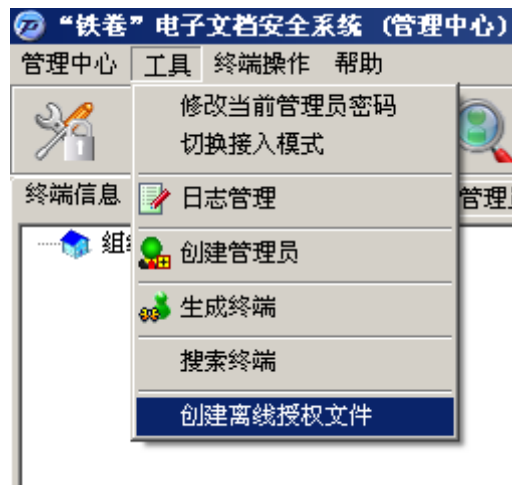 “铁卷”电子文档安全系统 (管理中心)
管理中心 工具 终端操作 帮助
修改当前管理员密码
切换接入模式
终端信息
日志管理
管理
组
创建管理员
生成终端
搜索终端
创建离线授权文件